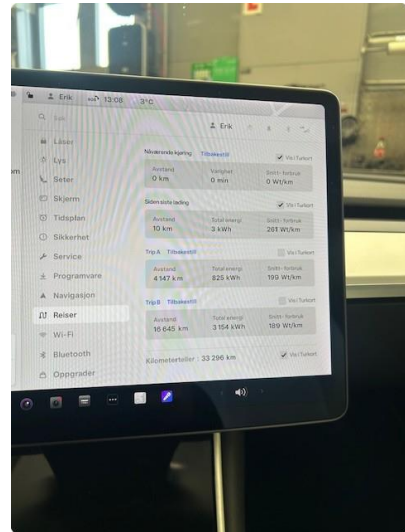 Erik 13:08 3°C
Søk
Erik
Låser
Lys
Seter
Skjerm
Tidsplan
Sikkerhet
Service
Programvare
Navigasjon
Reiser
Wi-Fi
Bluetooth
Oppgrader
Nåværende kjøring Tilbakestill Vis i Turkort
Avstand Varighet Snitt- forbruk
0 km 0 min 0 Wt/km
Siden siste lading Vis i Turkort
Avstand Total energi Snitt- forbruk
10 km 3 kWh 261 Wt/km
Trip A Tilbakestill Vis i Turkort
Avstand Total energi Snitt- forbruk
4 147 km 825 kWh 199 Wt/km
Trip B Tilbakestill Vis i Turkort
Avstand Total energi Snitt- forbruk
16 645 km 3 154 kWh 189 Wt/km
Kilometerteller : 33 296 km Vis i Turkort